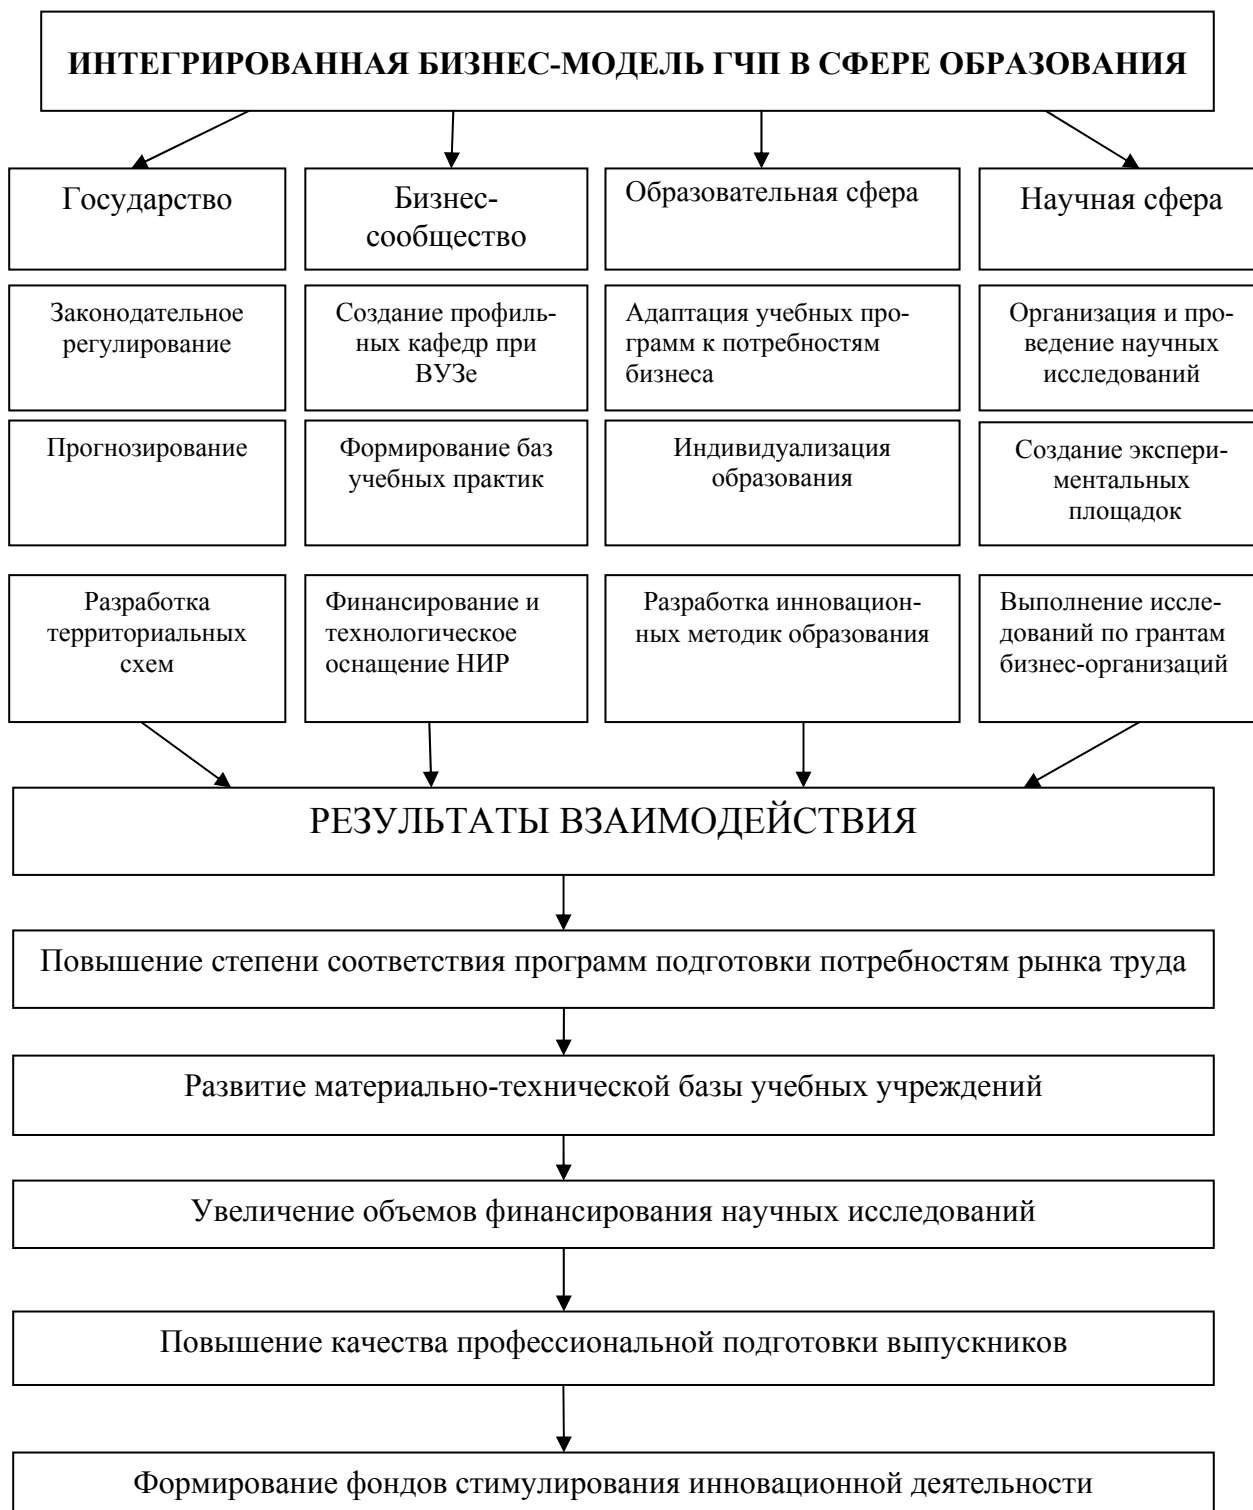 ИНТЕГРИРОВАННАЯ БИЗНЕС-МОДЕЛЬ ГЧП В СФЕРЕ ОБРАЗОВАНИЯ
Государство
Бизнес-
сообщество
Образовательная сфера
Научная сфера
Законодательное
регулирование
Создание профиль-
ных кафедр при
ВУЗе
Адаптация учебных про-
грамм к потребностям
бизнеса
Организация и про-
ведение научных
исследований
Прогнозирование
Формирование баз
учебных практик
Индивидуализация
образования
Создание экспери-
ментальных
площадок
Разработка
территориальных
схем
Финансирование и
технологическое
оснащение НИР
Разработка инновацион-
ных методик образования
Выполнение иссле-
дований по грантам
бизнес-организаций
РЕЗУЛЬТАТЫ ВЗАИМОДЕЙСТВИЯ
Повышение степени соответствия программ подготовки потребностям рынка труда
Развитие материально-технической базы учебных учреждений
Увеличение объемов финансирования научных исследований
Повышение качества профессиональной подготовки выпускников
Формирование фондов стимулирования инновационной деятельности